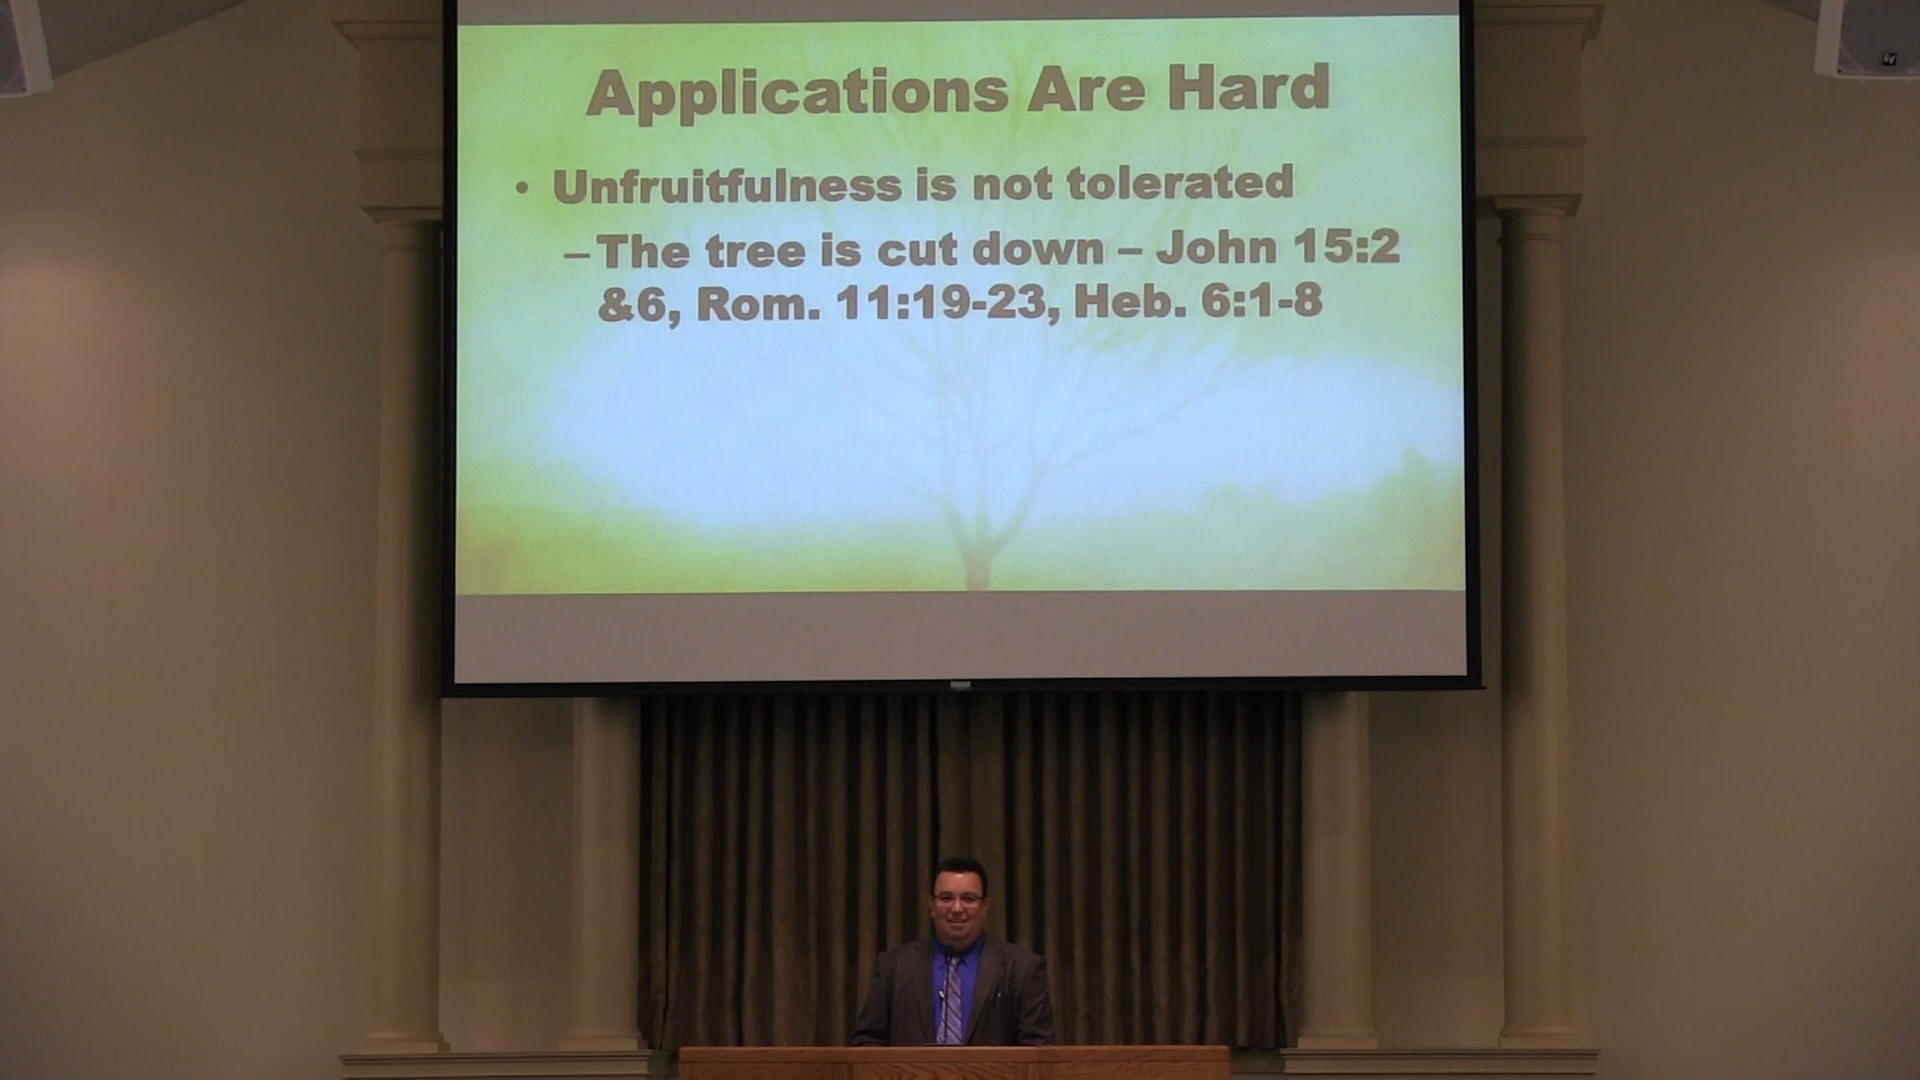 Applications Are Hard
• Unfruitfulness is not tolerated
– The tree is cut down – John 15:2
&6, Rom. 11:19-23, Heb. 6:1-8
EV